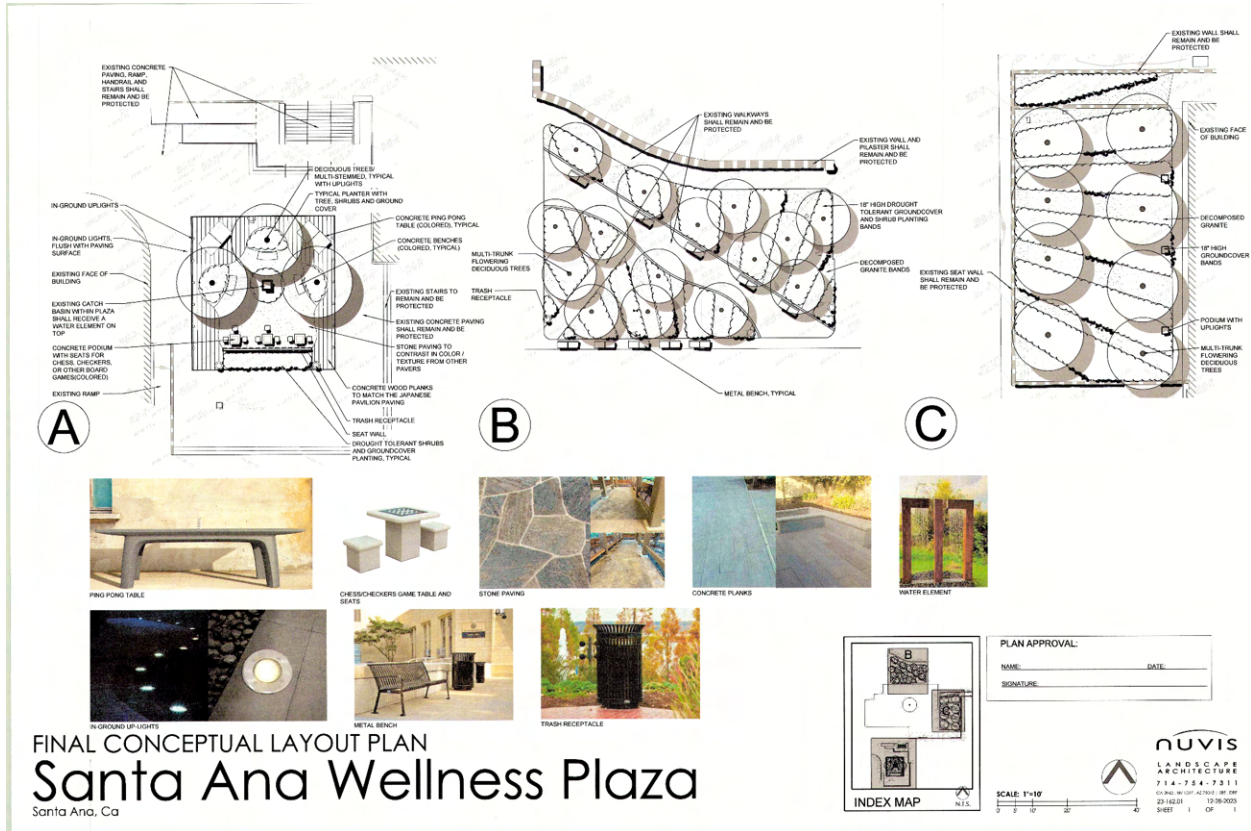 EXISTING CONCRETE
PAVING, RAMP,
HANDRAIL AND
STAIRS SHALL
REMAIN AND BE
PROTECTED
DECIDUOUS TREES/
MULTI-STEMMED, TYPICAL
WITH UPLIGHTS
TYPICAL PLANTER WITH
TREE, SHRUBS AND GROUND
COVER
IN-GROUND UPLIGHTS
IN-GROUND LIGHTS,
FLUSH WITH PAVING
SURFACE
EXISTING FACE OF
BUILDING
EXISTING CATCH
BASIN WITHIN PLAZA
SHALL RECEIVE A
WATER ELEMENT ON
TOP
CONCRETE PODIUM
WITH SEATS FOR
CHESS, CHECKERS,
OR OTHER BOARD
GAMES(COLORED)
EXISTING RAMP
CONCRETE PING PONG
TABLE (COLORED), TYPICAL
CONCRETE BENCHES
(COLORED, TYPICAL)
EXISTING STAIRS TO
REMAIN AND BE
PROTECTED
EXISTING CONCRETE PAVING
SHALL REMAIN AND BE
PROTECTED
STONE PAVING TO
CONTRAST IN COLOR /
TEXTURE FROM OTHER
PAVERS
CONCRETE WOOD PLANKS
TO MATCH THE JAPANESE
PAVILION PAVING
TRASH RECEPTACLE
SEAT WALL
DROUGHT TOLERANT SHRUBS
AND GROUNDCOVER
PLANTING, TYPICAL
A
EXISTING WALKWAYS
SHALL REMAIN AND BE
PROTECTED
EXISTING WALL AND
PILASTER SHALL
REMAIN AND BE
PROTECTED
18" HIGH DROUGHT
TOLERANT GROUNDCOVER
AND SHRUB PLANTING
BANDS
DECOMPOSED
GRANITE BANDS
MULTI-TRUNK
FLOWERING
DECIDUOUS TREES
TRASH
RECEPTACLE
METAL BENCH, TYPICAL
B
EXISTING WALL SHALL
REMAIN AND BE
PROTECTED
EXISTING FACE
OF BUILDING
DECOMPOSED
GRANITE
18" HIGH
GROUNDCOVER
BANDS
EXISTING SEAT WALL
SHALL REMAIN AND BE
PROTECTED
PODIUM WITH
UPLIGHTS
MULTI-TRUNK
FLOWERING
DECIDUOUS
TREES
C
PING PONG TABLE
CHESS/CHECKERS GAME TABLE AND
SEATS
STONE PAVING
CONCRETE PLANKS
WATER ELEMENT
IN-GROUND UP-LIGHTS
METAL BENCH
TRASH RECEPTACLE
FINAL CONCEPTUAL LAYOUT PLAN
Santa Ana Wellness Plaza
Santa Ana, Ca
B
C
A
INDEX MAP
N.T.S.
PLAN APPROVAL:
NAME: DATE:
SIGNATURE:
SCALE: 1"=10'
0 5' 10' 20' 40'
NUVIS
LANDSCAPE
ARCHITECTURE
714-754-7311
23-162.01 12-28-2023
SHEET 1 OF 1